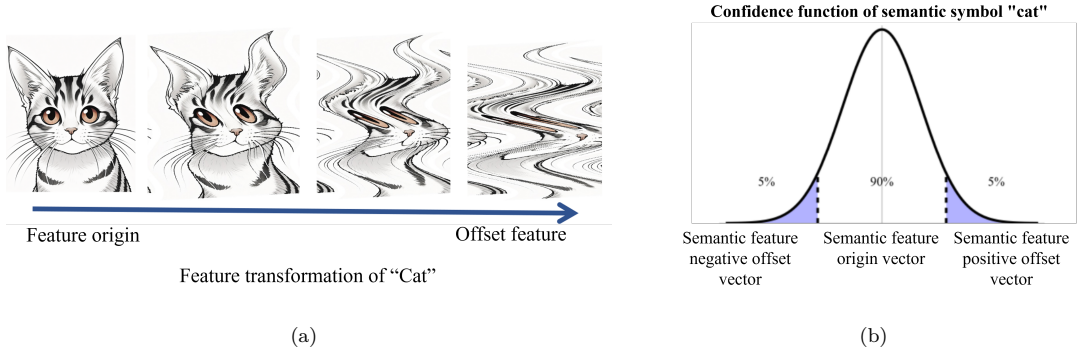 Feature origin
Offset feature
Feature transformation of “Cat”
(a)
Confidence function of semantic symbol "cat"
5%
90%
5%
Semantic feature
negative offset
vector
Semantic feature
origin vector
Semantic feature
positive offset
vector
(b)